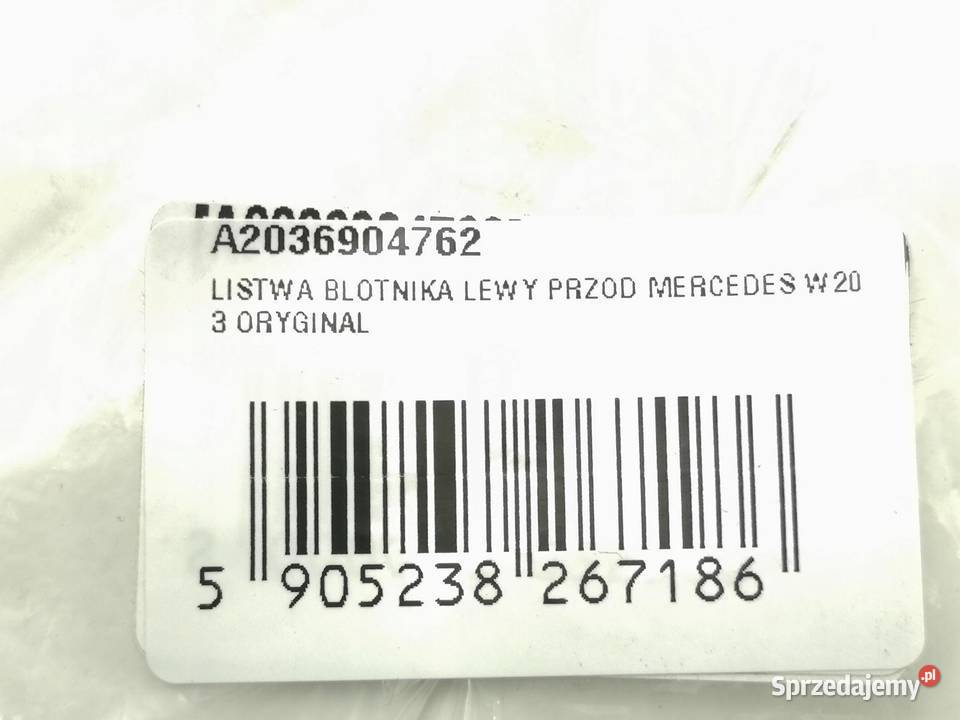 A2036904762
LISTWA BLOTNIKA LEWY PRZOD MERCEDES W20
3 ORYGINAL
5 905238 267186
Sprzedajemy.pl